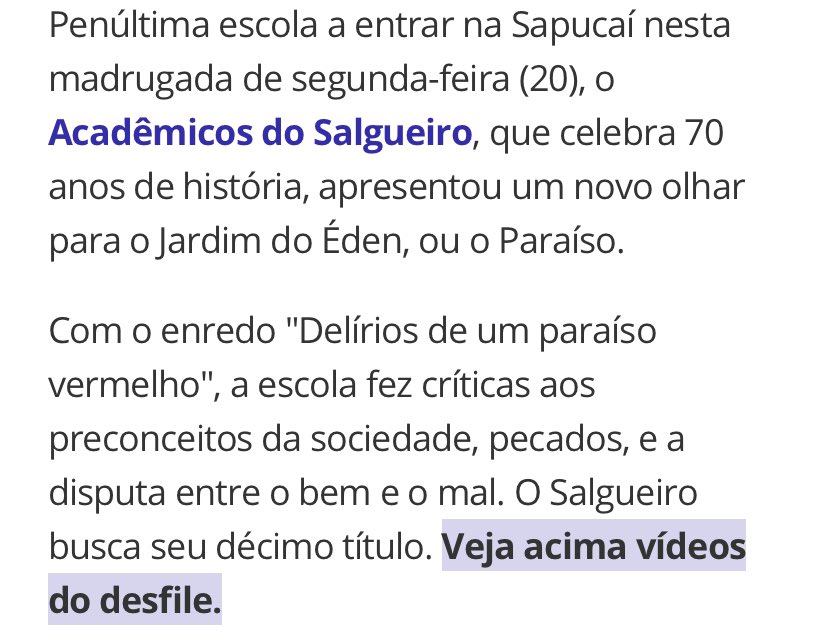 Penúltima escola a entrar na Sapucaí nesta
madrugada de segunda-feira (20), o
Acadêmicos do Salgueiro, que celebra 70
anos de história, apresentou um novo olhar
para o Jardim do Éden, ou o Paraíso.
Com o enredo "Delírios de um paraíso
vermelho", a escola fez críticas aos
preconceitos da sociedade, pecados, e a
disputa entre o bem e o mal. O Salgueiro
busca seu décimo título. Veja acima vídeos
do desfile.